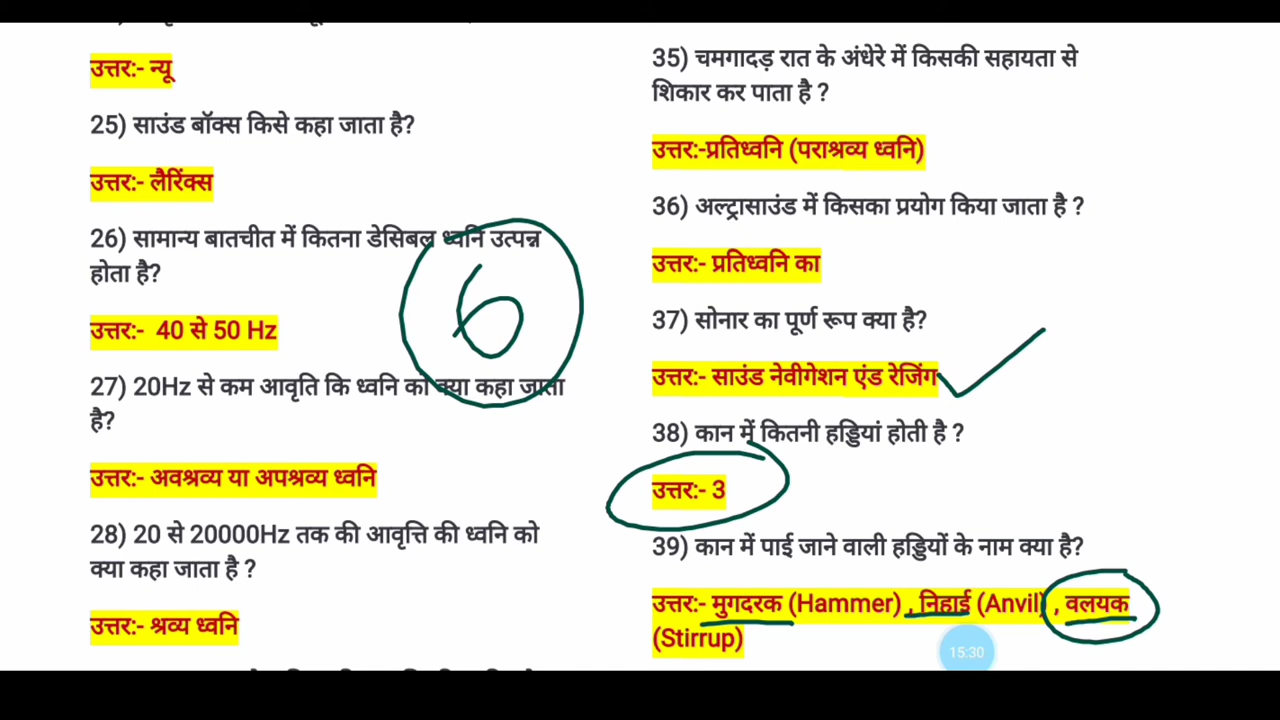 उत्तर:- न्यू
25) साउंड बॉक्स किसे कहा जाता है?
उत्तर:- लैरिंक्स
26) सामान्य बातचीत में कितना डेसिबल ध्वनि उत्पन्न
होता है?
उत्तर:- 40 से 50 Hz
6
27) 20Hz से कम आवृति कि ध्वनि को क्या कहा जाता
है?
उत्तर:- अवश्रव्य या अपश्रव्य ध्वनि
28) 20 से 20000Hz तक की आवृत्ति की ध्वनि को
क्या कहा जाता है ?
उत्तर:- श्रव्य ध्वनि
35) चमगादड़ रात के अंधेरे में किसकी सहायता से
शिकार कर पाता है ?
उत्तर:-प्रतिध्वनि (पराश्रव्य ध्वनि)
36) अल्ट्रासाउंड में किसका प्रयोग किया जाता है ?
उत्तर:- प्रतिध्वनि का
37) सोनार का पूर्ण रूप क्या है?
उत्तर:- साउंड नेवीगेशन एंड रेजिंग
38) कान में कितनी हड्डियां होती है ?
उत्तर:- 3
39) कान में पाई जाने वाली हड्डियों के नाम क्या है?
उत्तर:- मुगदरक (Hammer) , निहाई (Anvil) , वलयक
(Stirrup)
15:30